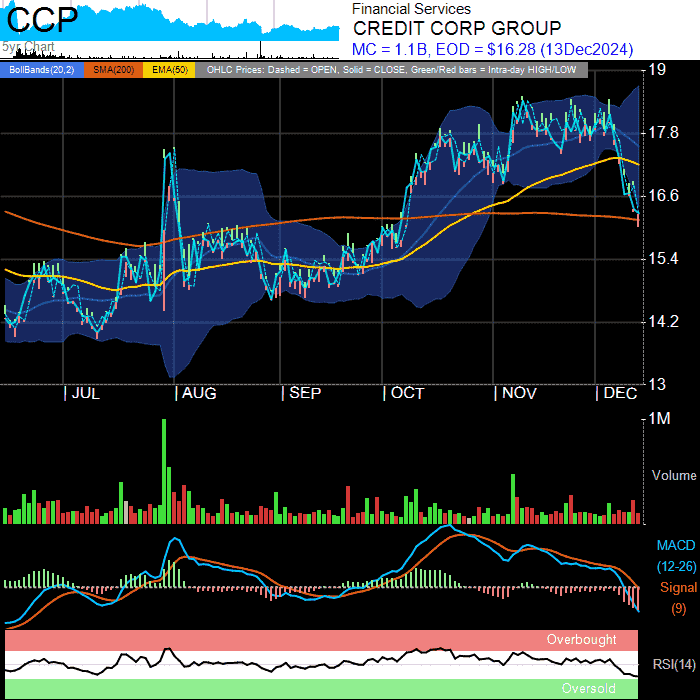 CCP
5yr Chart
Financial Services
CREDIT CORP GROUP
MC = 1.1B, EOD = $16.28 (13Dec2024)
BollBands(20,2) SMA(200) EMA(50) OHLC Prices: Dashed = OPEN, Solid = CLOSE, Green/Red bars = Intra-day HIGH/LOW
19
17.8
16.6
15.4
14.2
13
JUL AUG SEP OCT NOV DEC
1M
Volume
MACD
(12-26)
Signal
(9)
Overbought
RSI(14)
Oversold